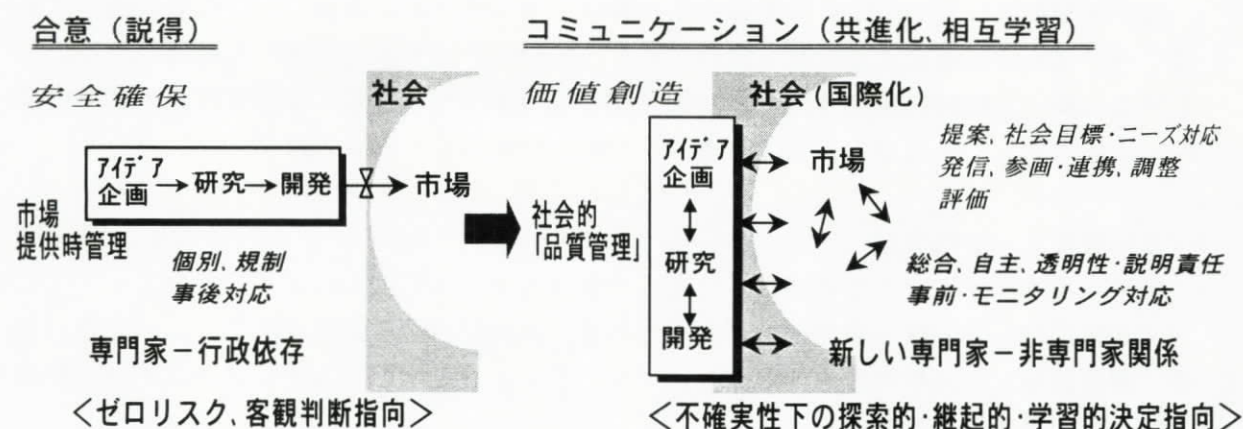 合意（説得）
安全確保
社会
アイデア
企画→研究→開発→市場
市場
提供時管理
個別、規制
事後対応
専門家－行政依存
＜ゼロリスク、客観判断指向＞
コミュニケーション（共進化、相互学習）
価値創造
社会(国際化)
社会的
「品質管理」
アイデア
企画
研究
開発
市場
提案、社会目標・ニーズ対応
発信、参画・連携、調整
評価
総合、自主、透明性・説明責任
事前・モニタリング対応
新しい専門家－非専門家関係
＜不確実性下の探索的・継起的・学習的決定指向＞